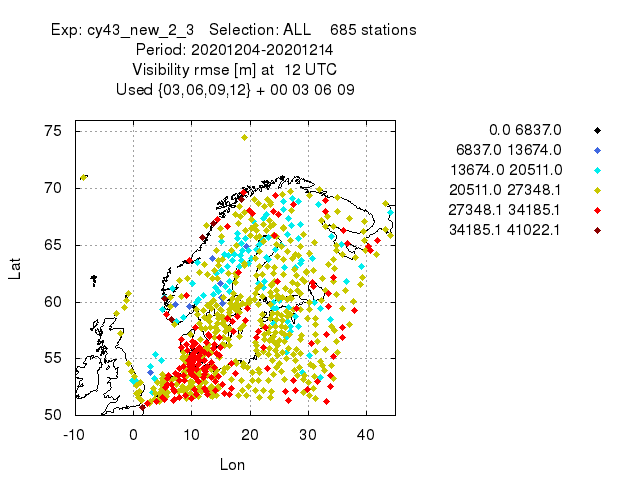 Exp: cy43_new_2_3 Selection: ALL 685 stations
Period: 20201204-20201214
Visibility rmse [m] at 12 UTC
Used {03,06,09,12} + 00 03 06 09
0.0 6837.0
6837.0 13674.0
13674.0 20511.0
20511.0 27348.1
27348.1 34185.1
34185.1 41022.1
75
70
65
60
55
50
Lat
-10 0 10 20 30 40
Lon